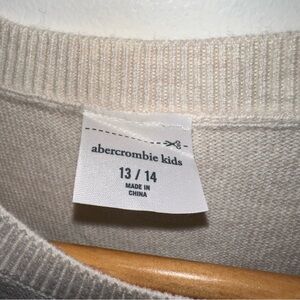 abercrombie kids
13 / 14
MADE IN
CHINA